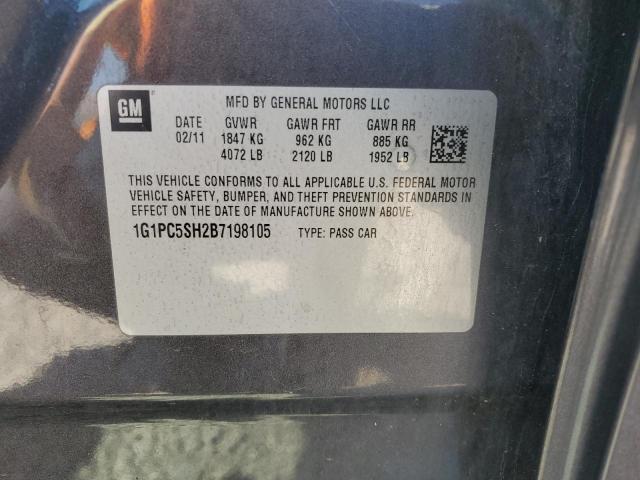 GM
MFD BY GENERAL MOTORS LLC
DATE GVWR GAWR FRT GAWR RR
02/11 1847 KG 962 KG 885 KG
4072 LB 2120 LB 1952 LB
THIS VEHICLE CONFORMS TO ALL APPLICABLE U.S. FEDERAL MOTOR
VEHICLE SAFETY, BUMPER, AND THEFT PREVENTION STANDARDS IN
EFFECT ON THE DATE OF MANUFACTURE SHOWN ABOVE.
1G1PC5SH2B7198105 TYPE: PASS CAR